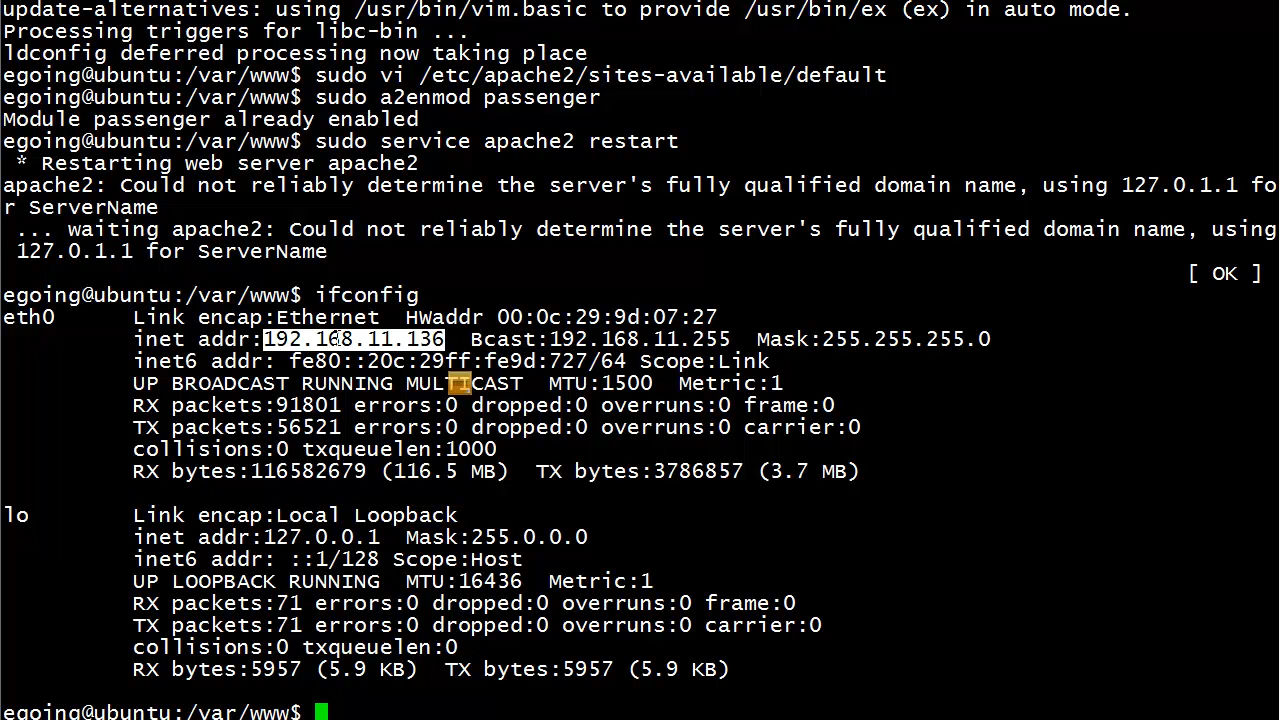 update-alternatives: using /usr/bin/vim.basic to provide /usr/bin/ex (ex) in auto mode.
Processing triggers for libc-bin ...
ldconfig deferred processing now taking place
egoing@ubuntu:/var/www$ sudo vi /etc/apache2/sites-available/default
egoing@ubuntu:/var/www$ sudo a2enmod passenger
Module passenger already enabled
egoing@ubuntu:/var/www$ sudo service apache2 restart
 * Restarting web server apache2
apache2: Could not reliably determine the server's fully qualified domain name, using 127.0.1.1 fo
r ServerName
 ... waiting apache2: Could not reliably determine the server's fully qualified domain name, using
 127.0.1.1 for ServerName
[ OK ]
egoing@ubuntu:/var/www$ ifconfig
eth0      Link encap:Ethernet  HWaddr 00:0c:29:9d:07:27
          inet addr:192.168.11.136  Bcast:192.168.11.255  Mask:255.255.255.0
          inet6 addr: fe80::20c:29ff:fe9d:727/64 Scope:Link
          UP BROADCAST RUNNING MULTICAST  MTU:1500  Metric:1
          RX packets:91801 errors:0 dropped:0 overruns:0 frame:0
          TX packets:56521 errors:0 dropped:0 overruns:0 carrier:0
          collisions:0 txqueuelen:1000
          RX bytes:116582679 (116.5 MB)  TX bytes:3786857 (3.7 MB)
lo        Link encap:Local Loopback
          inet addr:127.0.0.1  Mask:255.0.0.0
          inet6 addr: ::1/128 Scope:Host
          UP LOOPBACK RUNNING  MTU:16436  Metric:1
          RX packets:71 errors:0 dropped:0 overruns:0 frame:0
          TX packets:71 errors:0 dropped:0 overruns:0 carrier:0
          collisions:0 txqueuelen:0
          RX bytes:5957 (5.9 KB)  TX bytes:5957 (5.9 KB)
egoing@ubuntu:/var/www$